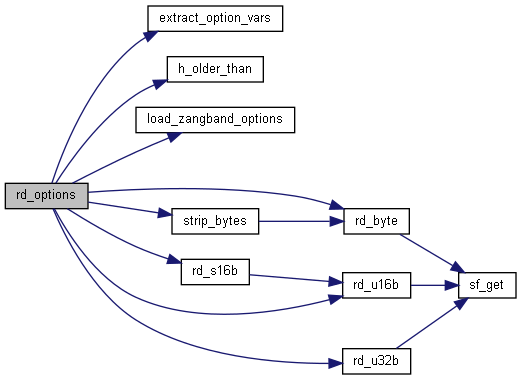 extract_option_vars
h_older_than
load_zangband_options
rd_options
strip_bytes
rd_byte
rd_s16b
rd_u16b
sf_get
rd_u32b